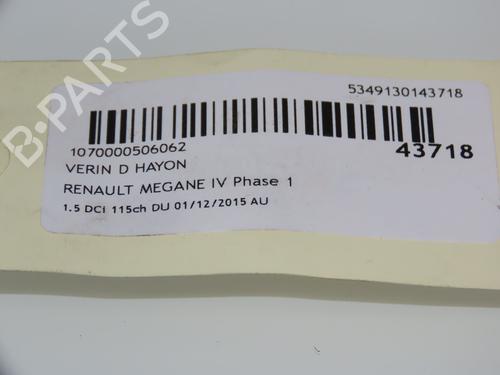 5349130143718
1070000506062
43718
VERIN D HAYON
RENAULT MEGANE IV Phase 1
1.5 DCI 115ch DU 01/12/2015 AU
B-PARTS